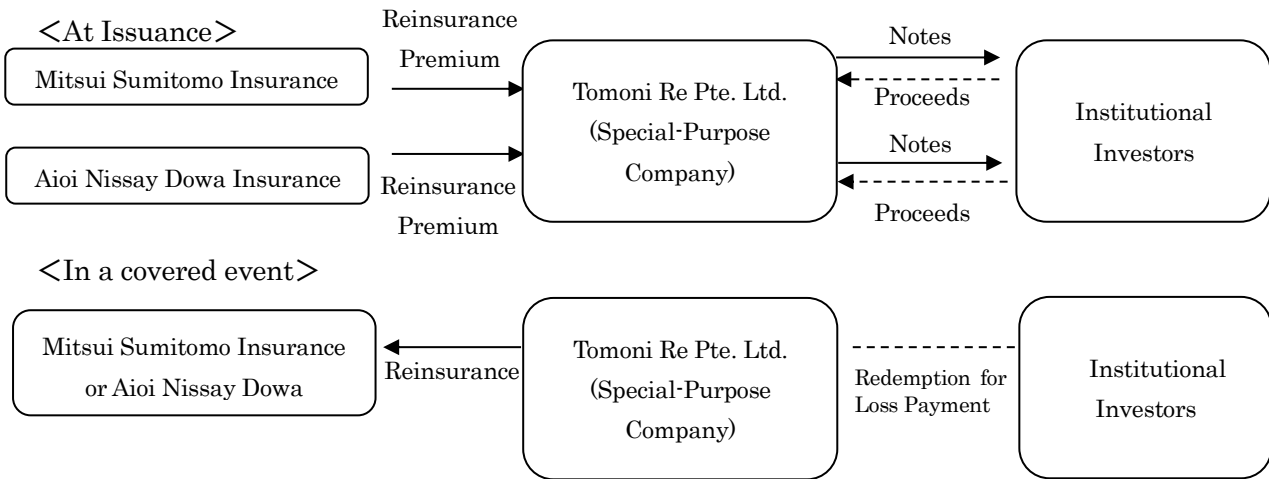 <At Issuance>
Mitsui Sumitomo Insurance
Aioi Nissay Dowa Insurance
Reinsurance
Premium
Reinsurance
Premium
Tomoni Re Pte. Ltd.
(Special-Purpose
Company)
Notes
Proceeds
Notes
Proceeds
Institutional
Investors
<In a covered event>
Mitsui Sumitomo Insurance
or Aioi Nissay Dowa
Reinsurance
Tomoni Re Pte. Ltd.
(Special-Purpose
Company)
Redemption for
Loss Payment
Institutional
Investors